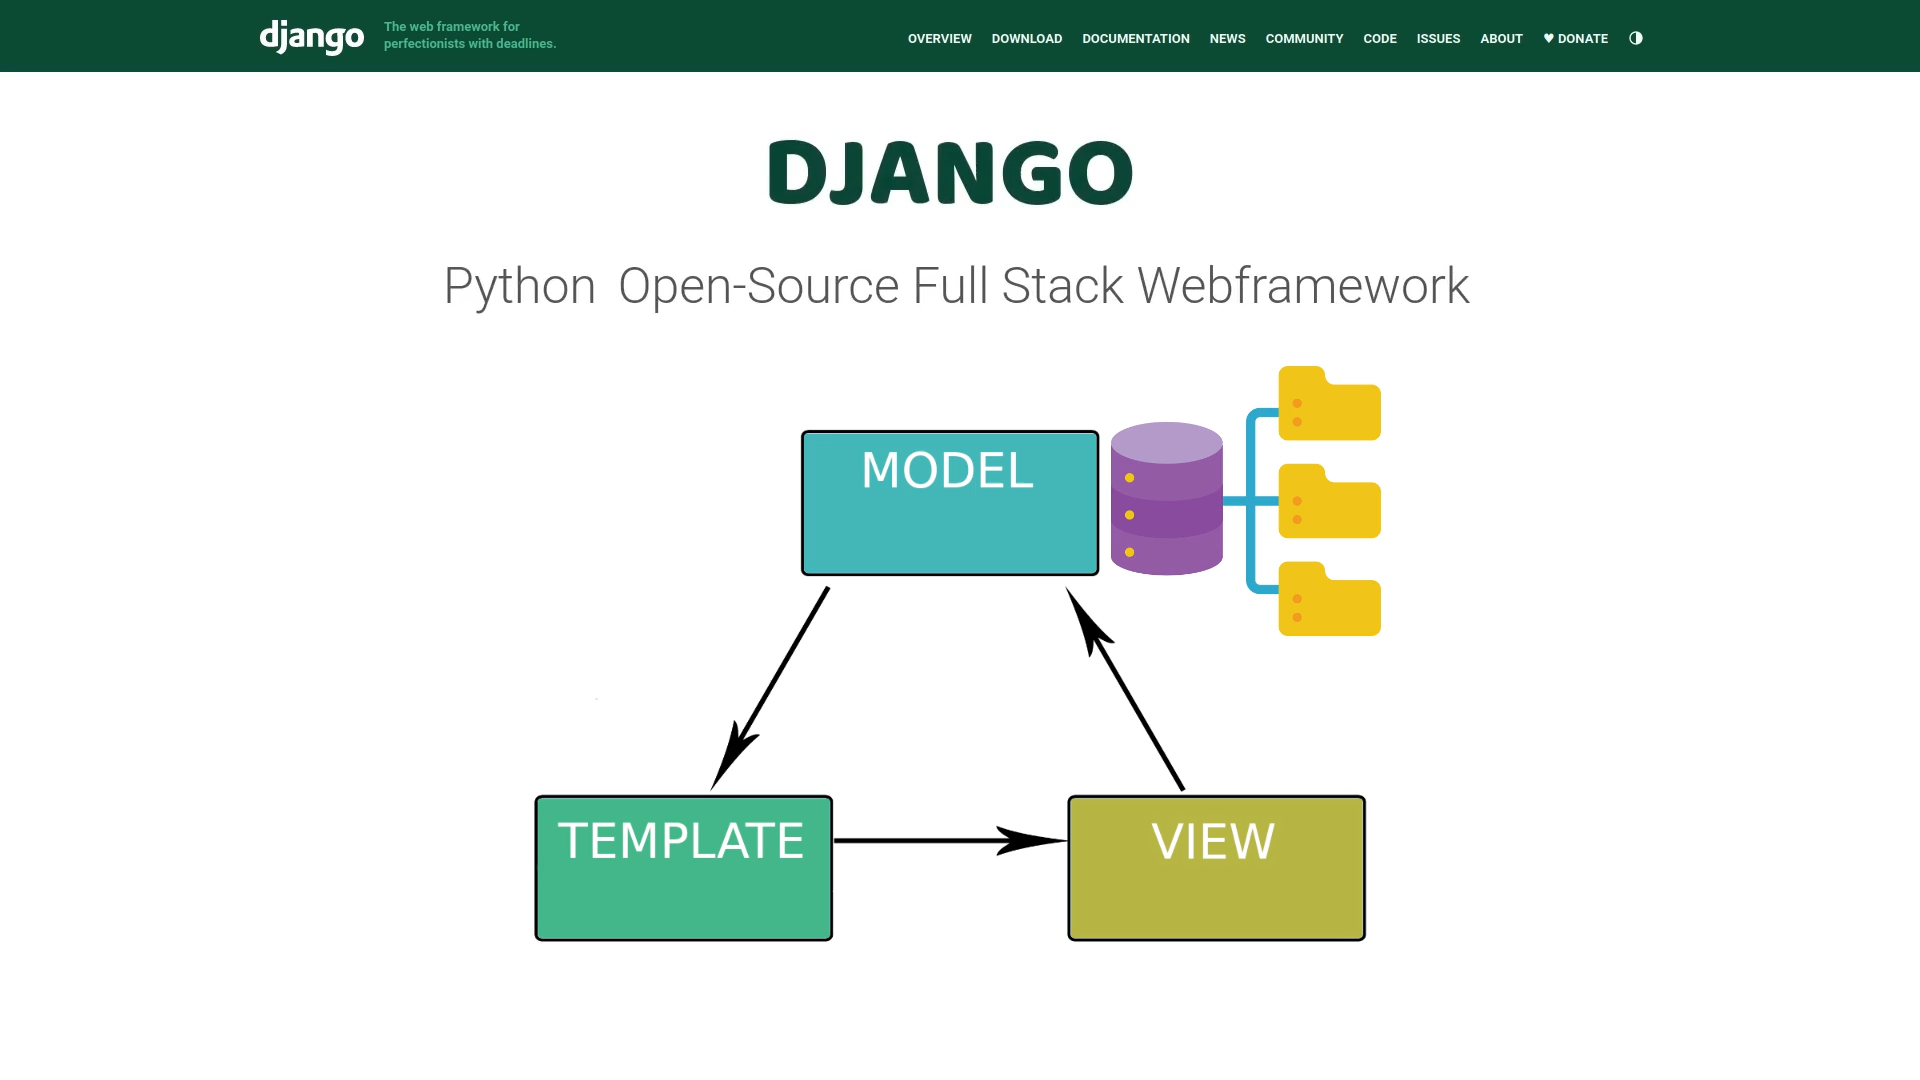 django
The web framework for
perfectionists with deadlines.
OVERVIEW DOWNLOAD DOCUMENTATION NEWS COMMUNITY CODE ISSUES ABOUT ♥ DONATE
DJANGO
Python Open-Source Full Stack Webframework
MODEL
TEMPLATE
VIEW